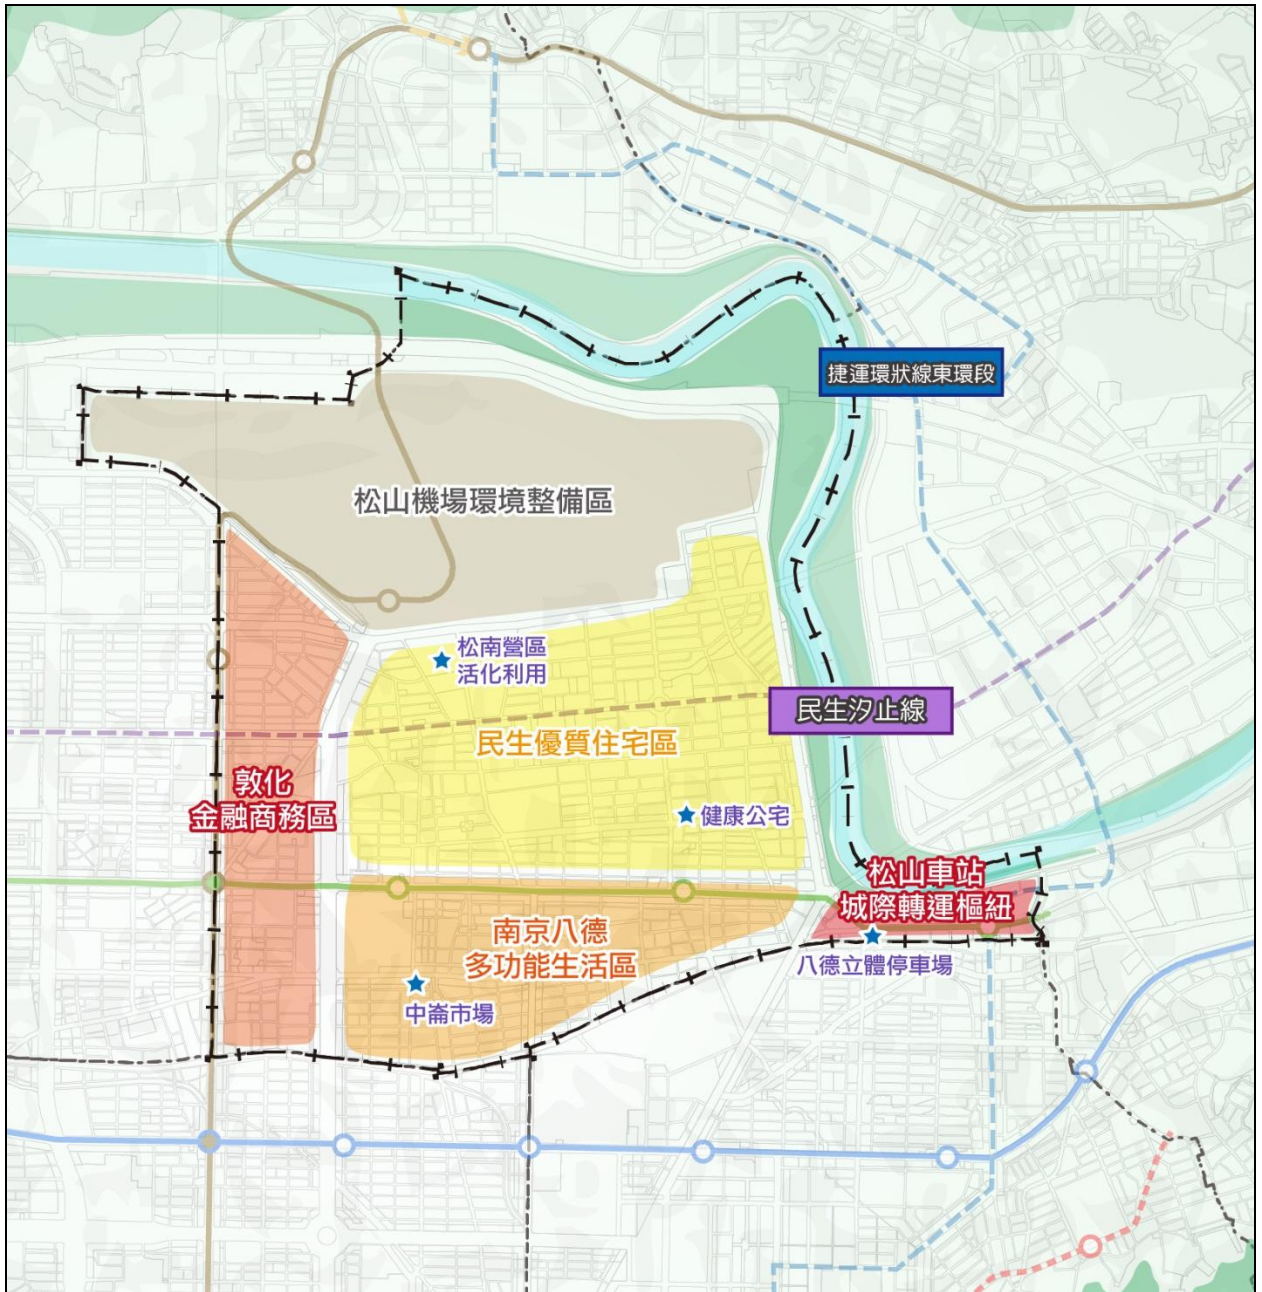 捷運環狀線東環段
松山機場環境整備區
松南營區
活化利用
民生汐止線
民生優質住宅區
敦化
金融商務區
健康公宅
松山車站
城際轉運樞紐
南京八德
多功能生活區
八德立體停車場
中崙市場